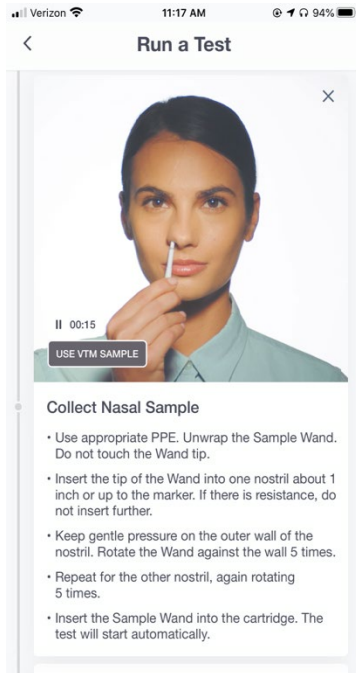 Verizon 11:17 AM 94%
Run a Test
00:15
USE VTM SAMPLE
Collect Nasal Sample
• Use appropriate PPE. Unwrap the Sample Wand.
Do not touch the Wand tip.
• Insert the tip of the Wand into one nostril about 1
inch or up to the marker. If there is resistance, do
not insert further.
• Keep gentle pressure on the outer wall of the
nostril. Rotate the Wand against the wall 5 times.
• Repeat for the other nostril, again rotating
5 times.
• Insert the Sample Wand into the cartridge. The
test will start automatically.